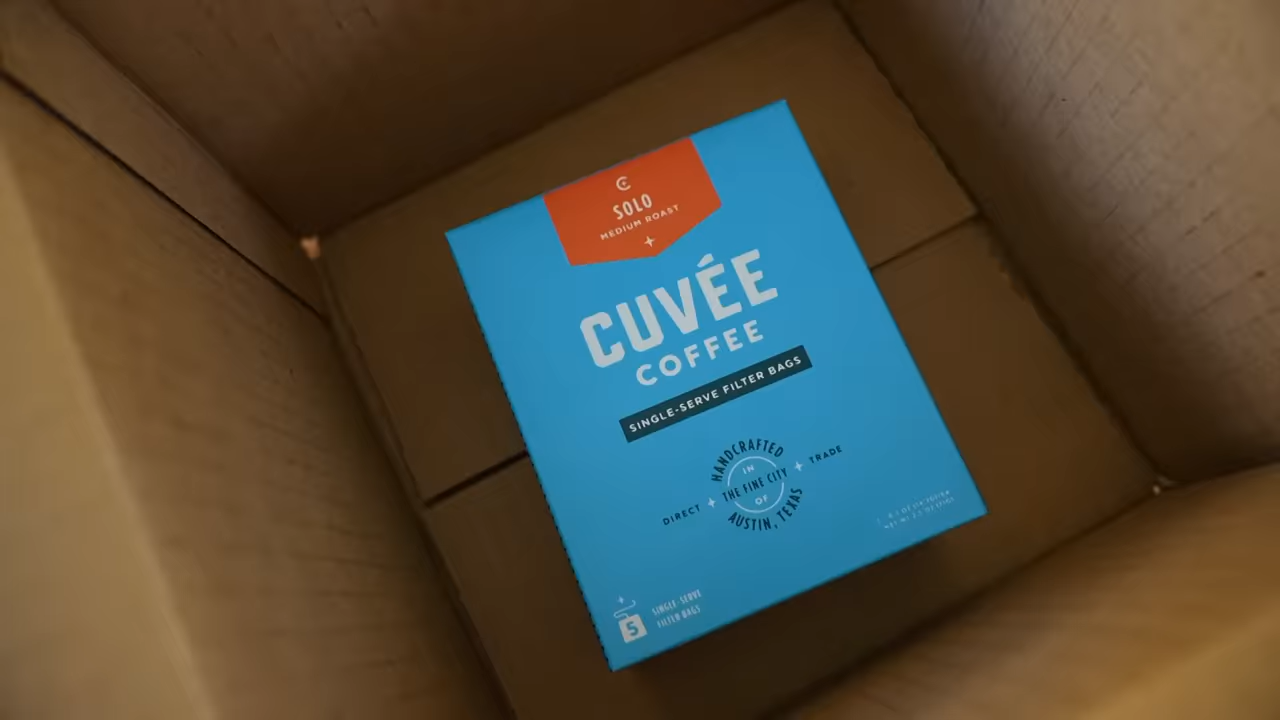 SOLO
MEDIUM ROAST
CUVÉE
COFFEE
SINGLE-SERVE FILTER BAGS
HANDCRAFTED
IN
THE FINE CITY
OF
AUSTIN, TEXAS
DIRECT
TRADE
5
SINGLE-SERVE
FILTER BAGS